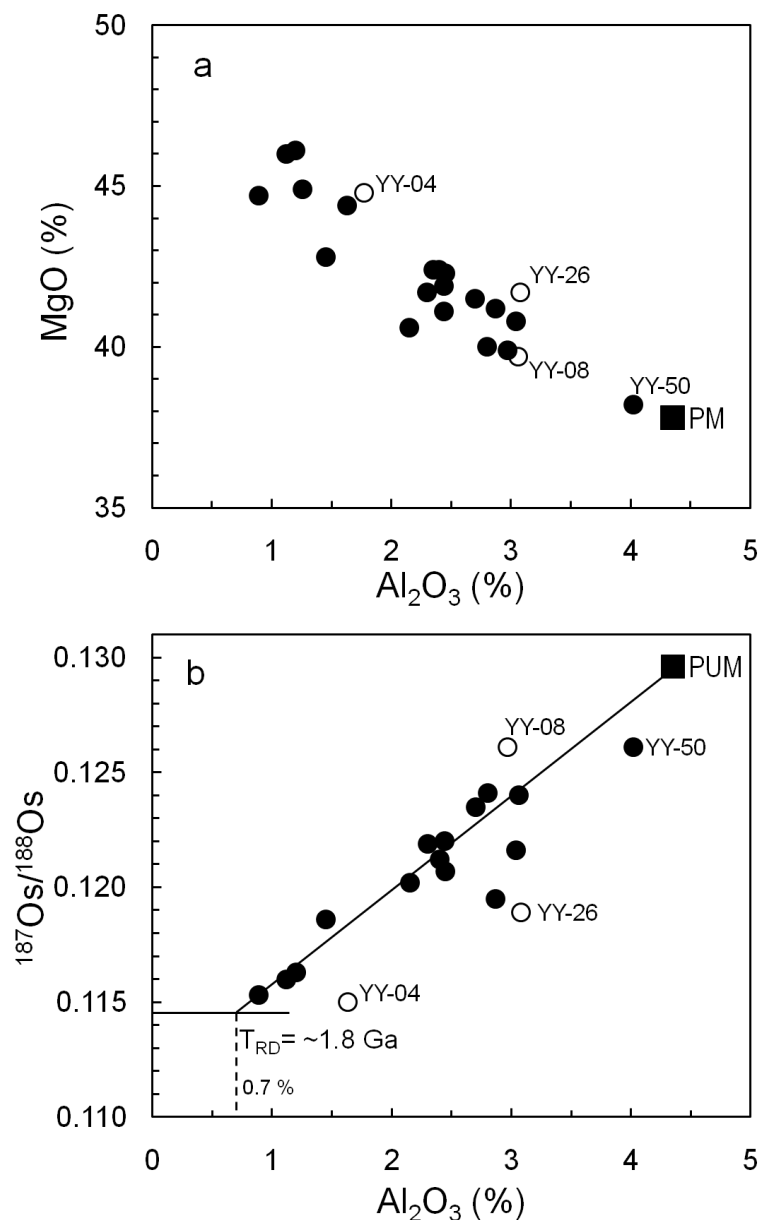 a
50
45
40
35
MgO (%)
YY-04
YY-26
YY-08
YY-50
PM
0 1 2 3 4 5
Al₂O₃ (%)
b
0.130
0.125
0.120
0.115
0.110
¹⁸⁷Os/¹⁸⁸Os
PUM
YY-08
YY-50
YY-26
YY-04
T_RD= ~1.8 Ga
0.7 %
0 1 2 3 4 5
Al₂O₃ (%)